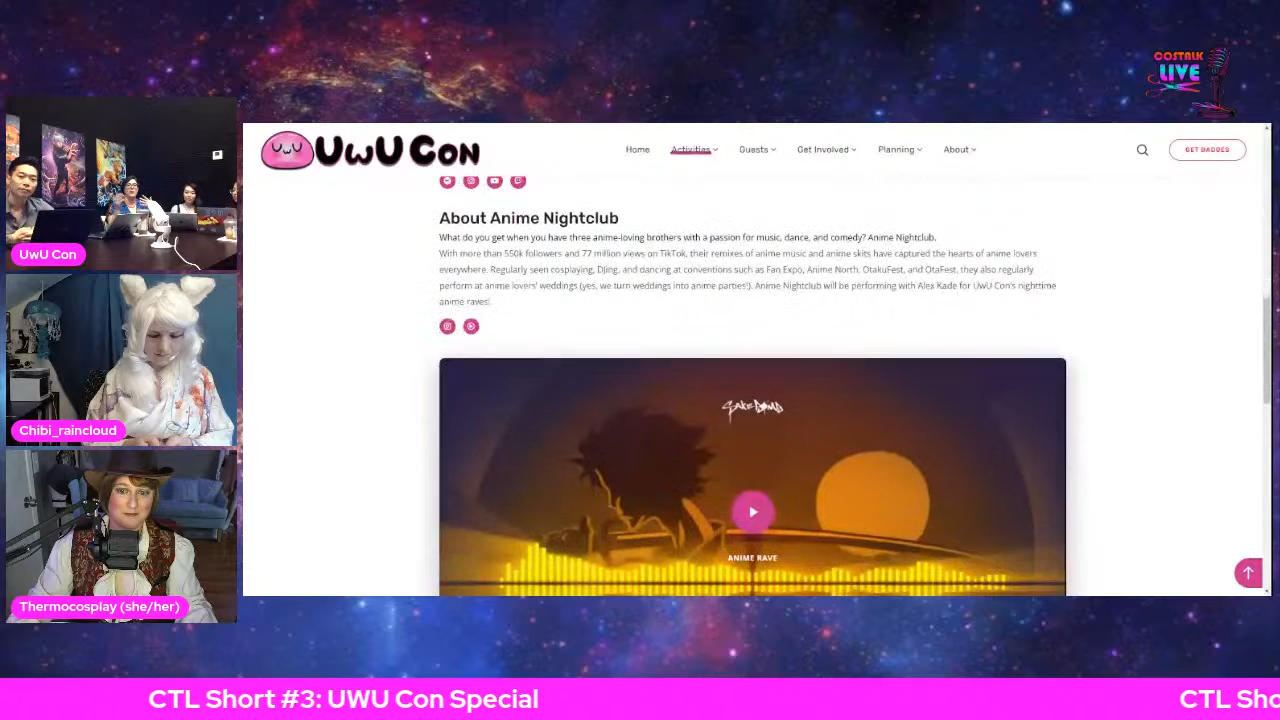 COSTALK
LIVE
UwU Con
Home
Activities
Guests
Get Involved
Planning
About
GET BADGES
About Anime Nightclub
What do you get when you have three anime-loving brothers with a passion for music, dance, and comedy? Anime Nightclub.
With more than 550k followers and 77 million views on TikTok, their remixes of anime music and anime skits have captured the hearts of anime lovers
everywhere. Regularly seen cosplaying, DJing, and dancing at conventions such as Fan Expo, Anime North, OtakuFest, and OtaFest, they also regularly
perform at anime lovers' weddings (yes, we turn weddings into anime parties!). Anime Nightclub will be performing with Alex Kade for UwU Con's nighttime
anime raves!
ANIME RAVE
UwU Con
Chibi_raincloud
Thermocosplay (she/her)
CTL Short #3: UWU Con Special
CTL Sho